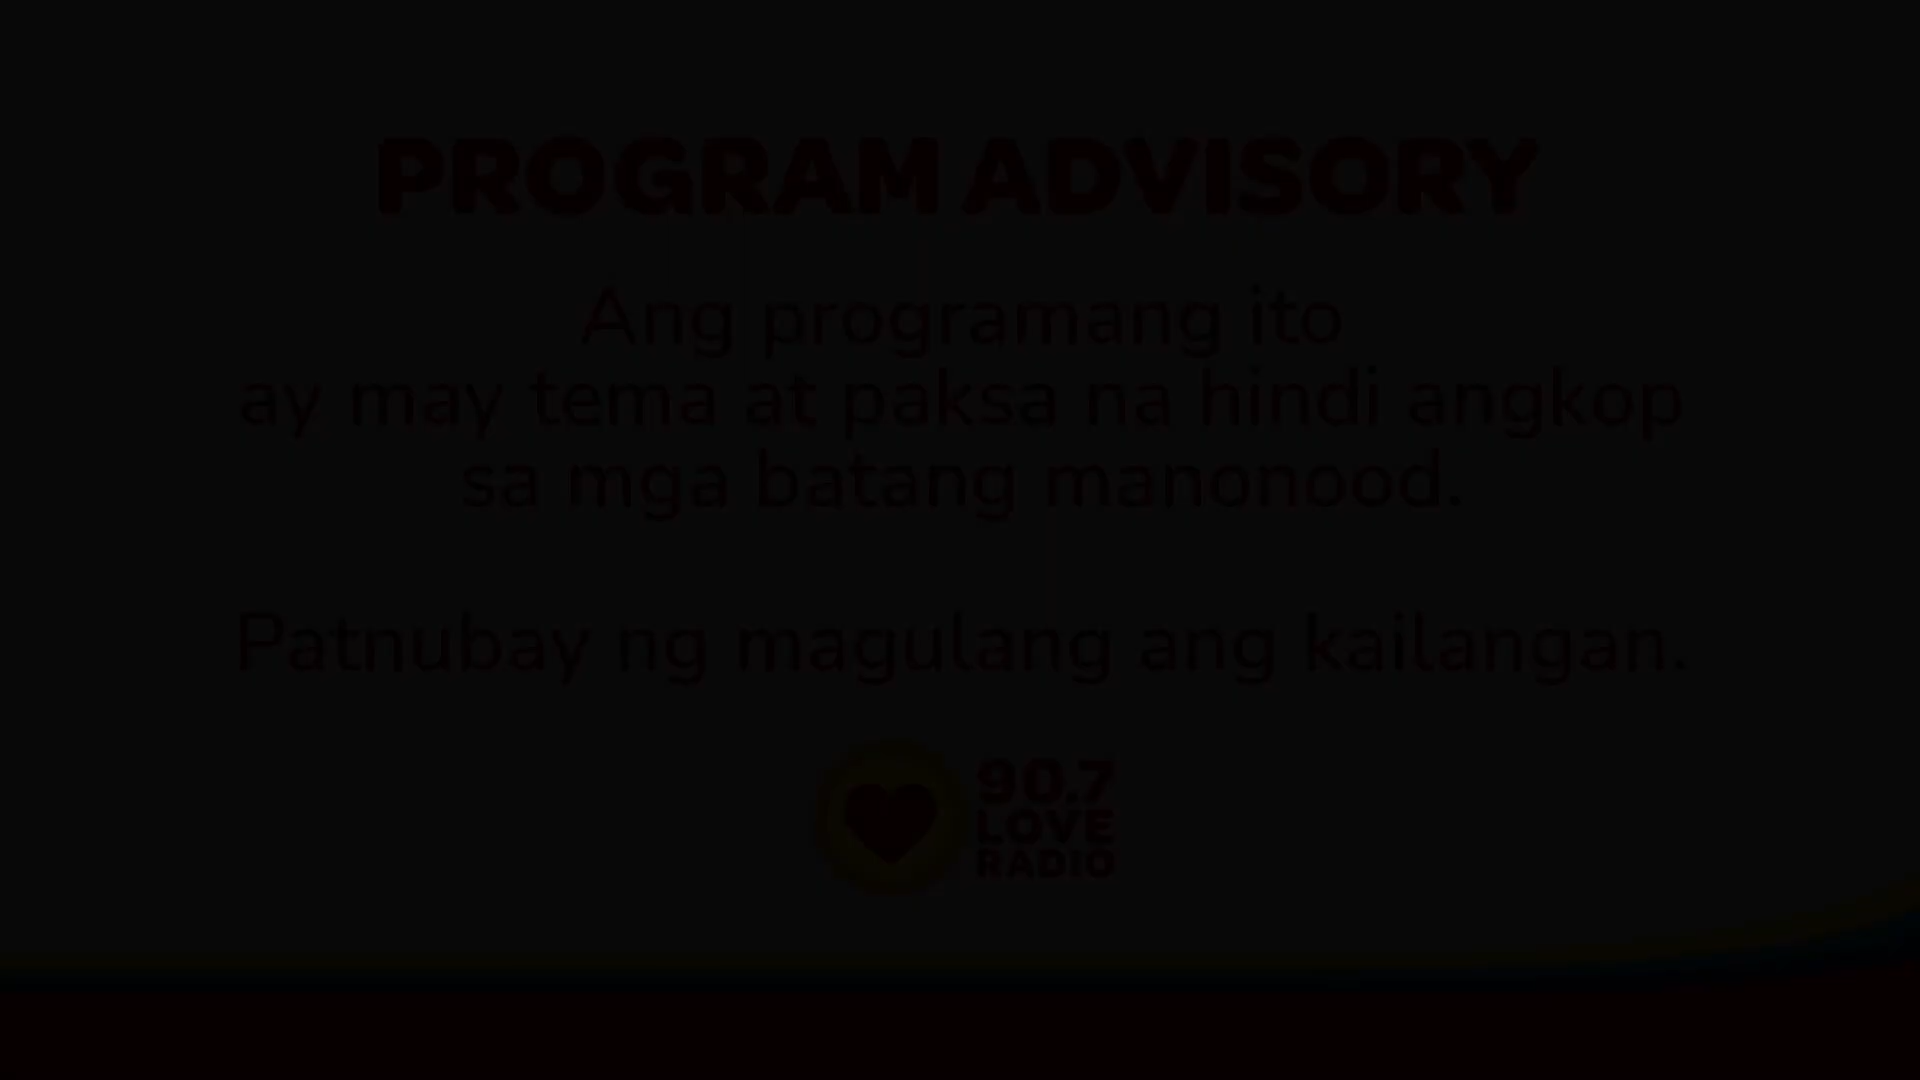 PROGRAM ADVISORY
Ang programang ito
ay may tema at paksa na hindi angkop
sa mga batang manonood.
Patnubay ng magulang ang kailangan.
90.7
LOVE
RADIO